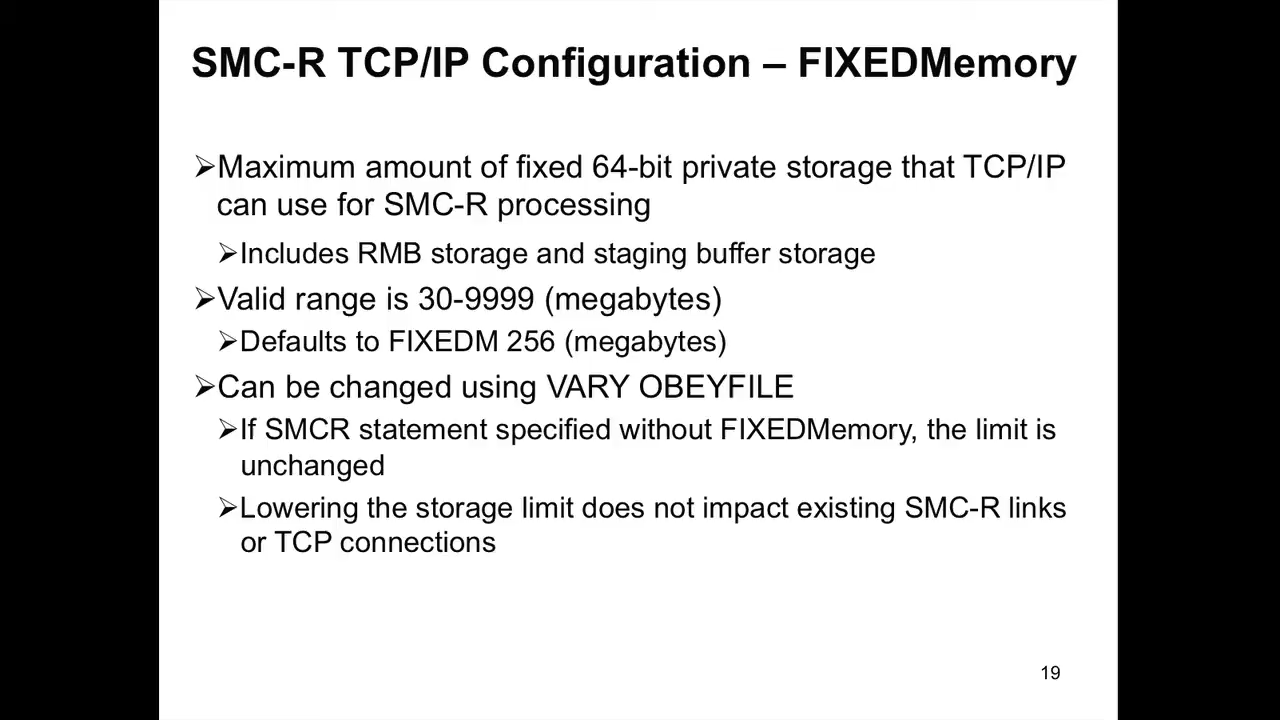 SMC-R TCP/IP Configuration – FIXEDMemory
➢Maximum amount of fixed 64-bit private storage that TCP/IP
can use for SMC-R processing
➢Includes RMB storage and staging buffer storage
➢Valid range is 30-9999 (megabytes)
➢Defaults to FIXEDM 256 (megabytes)
➢Can be changed using VARY OBEYFILE
➢If SMCR statement specified without FIXEDMemory, the limit is
unchanged
➢Lowering the storage limit does not impact existing SMC-R links
or TCP connections
19